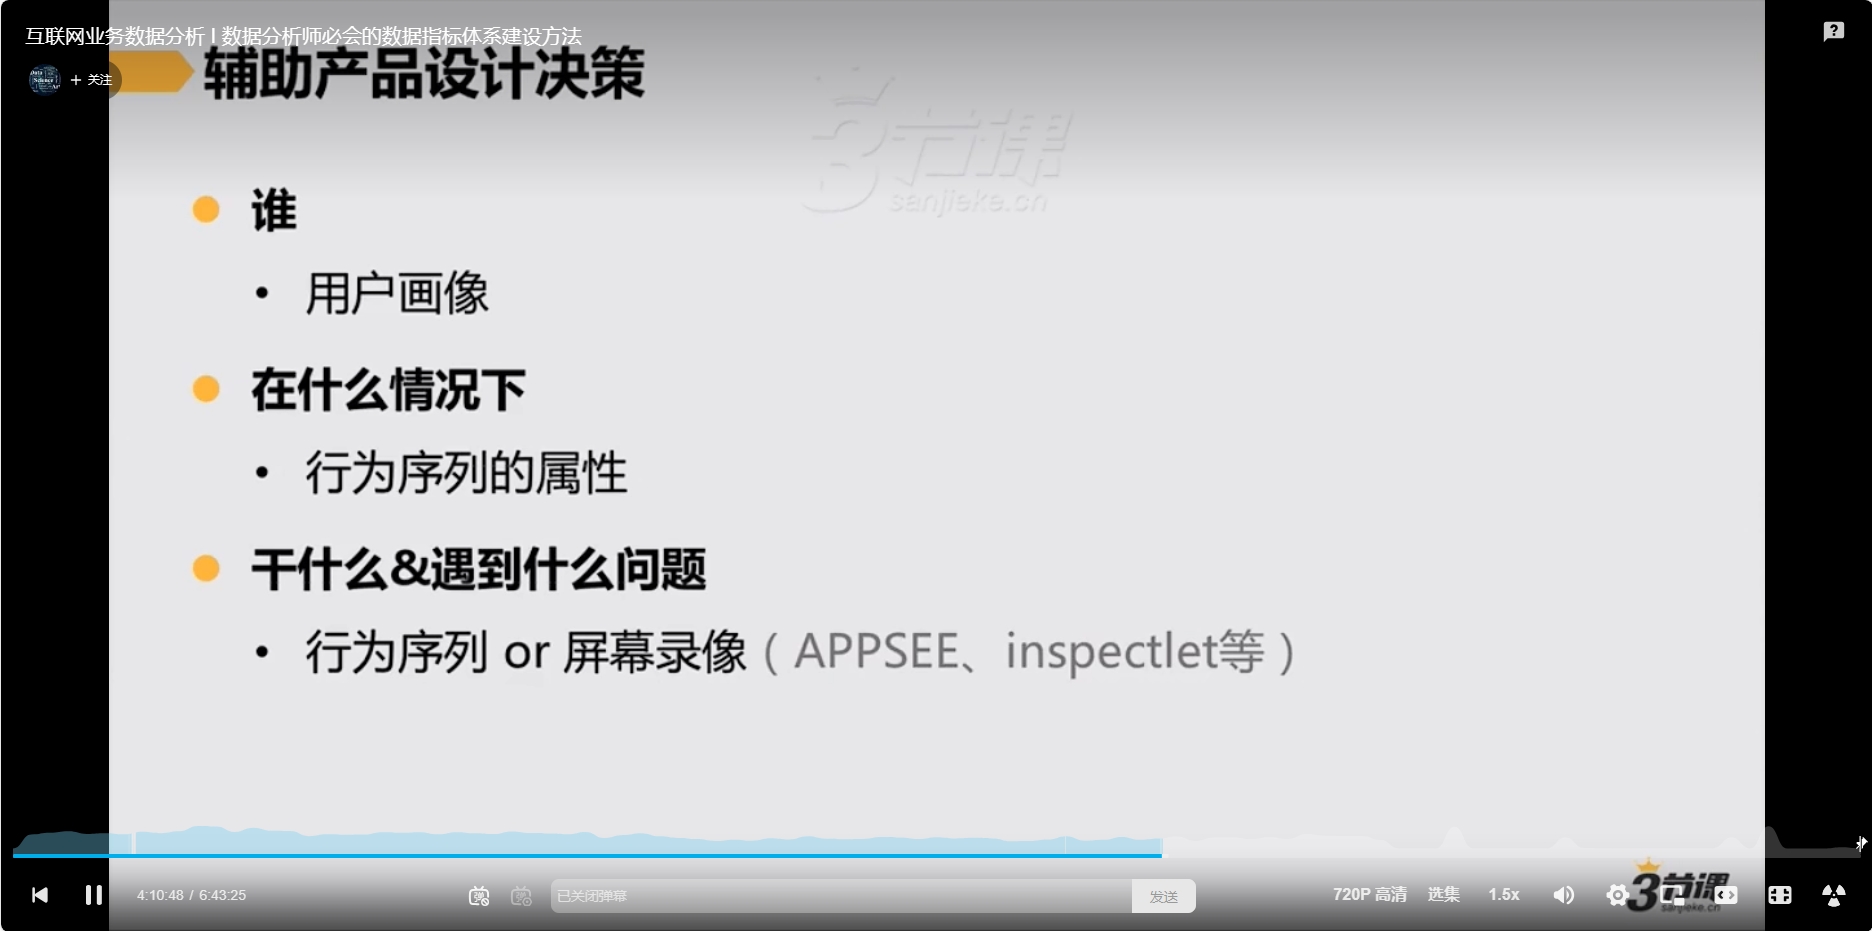 互联网业务数据分析 | 数据分析师必会的数据指标体系建设方法
+ 关注
辅助产品设计决策
3节课
sanjieke.cn
谁
• 用户画像
在什么情况下
• 行为序列的属性
干什么&遇到什么问题
• 行为序列 or 屏幕录像（APPSEE、inspectlet等）
4:10:48 / 6:43:25
已关闭弹幕
发送
720P 高清
选集
1.5x
3节课
sanjieke.cn